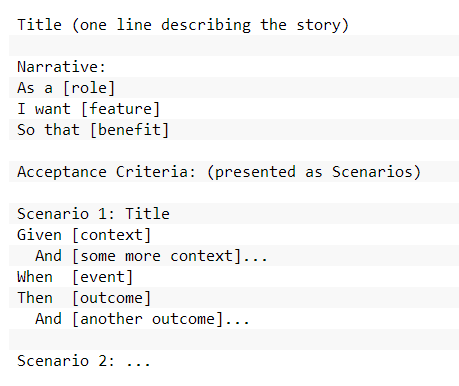 Title (one line describing the story)
Narrative:
As a [role]
I want [feature]
So that [benefit]
Acceptance Criteria: (presented as Scenarios)
Scenario 1: Title
Given [context]
  And [some more context]...
When  [event]
Then  [outcome]
  And [another outcome]...
Scenario 2: ...